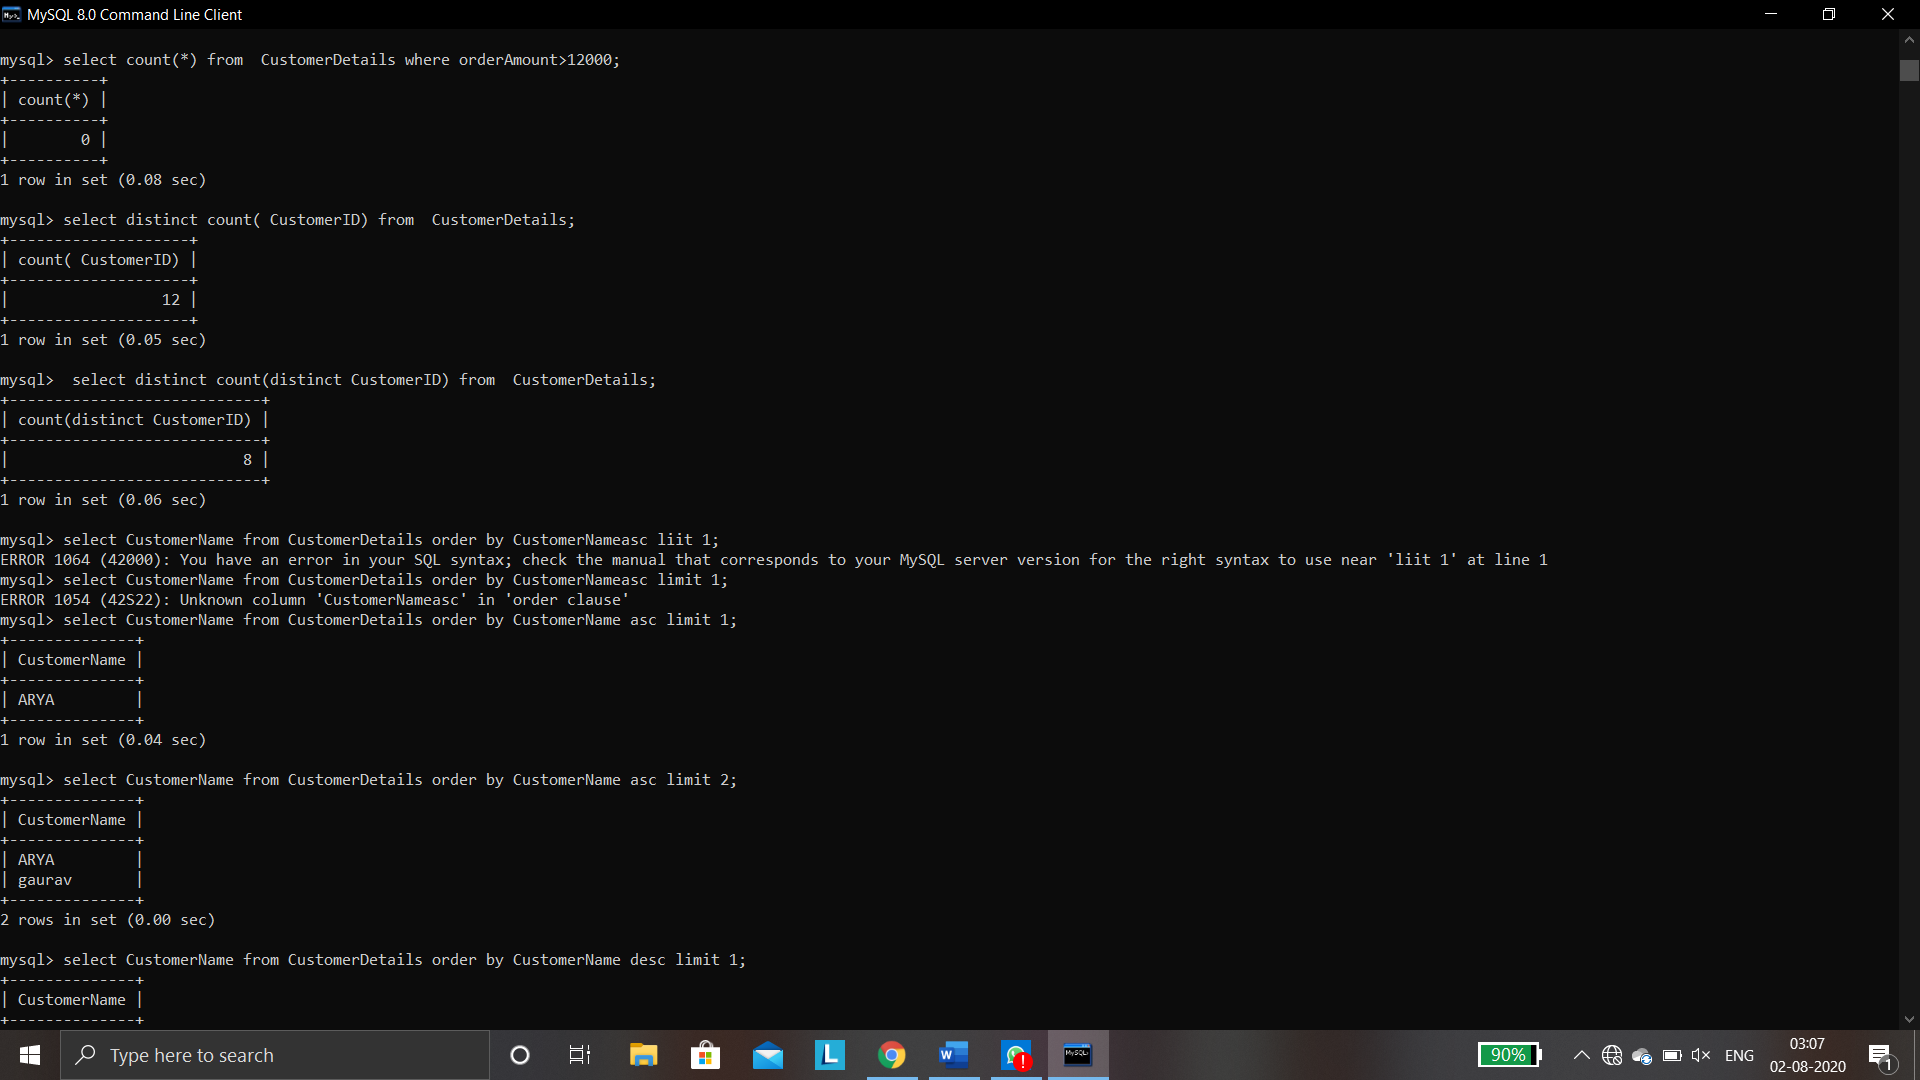 MySQL 8.0 Command Line Client
mysql> select count(*) from  CustomerDetails where orderAmount>12000;
+----------+
| count(*) |
+----------+
|        0 |
+----------+
1 row in set (0.08 sec)
mysql> select distinct count( CustomerID) from  CustomerDetails;
+--------------------+
| count( CustomerID) |
+--------------------+
|                 12 |
+--------------------+
1 row in set (0.05 sec)
mysql>  select distinct count(distinct CustomerID) from  CustomerDetails;
+----------------------------+
| count(distinct CustomerID) |
+----------------------------+
|                          8 |
+----------------------------+
1 row in set (0.06 sec)
mysql> select CustomerName from CustomerDetails order by CustomerNameasc liit 1;
ERROR 1064 (42000): You have an error in your SQL syntax; check the manual that corresponds to your MySQL server version for the right syntax to use near 'liit 1' at line 1
mysql> select CustomerName from CustomerDetails order by CustomerNameasc limit 1;
ERROR 1054 (42S22): Unknown column 'CustomerNameasc' in 'order clause'
mysql> select CustomerName from CustomerDetails order by CustomerName asc limit 1;
+--------------+
| CustomerName |
+--------------+
| ARYA         |
+--------------+
1 row in set (0.04 sec)
mysql> select CustomerName from CustomerDetails order by CustomerName asc limit 2;
+--------------+
| CustomerName |
+--------------+
| ARYA         |
| gaurav       |
+--------------+
2 rows in set (0.00 sec)
mysql> select CustomerName from CustomerDetails order by CustomerName desc limit 1;
+--------------+
| CustomerName |
+--------------+
Type here to search
L
W
MySQL
90%
ENG
03:07
02-08-2020
1